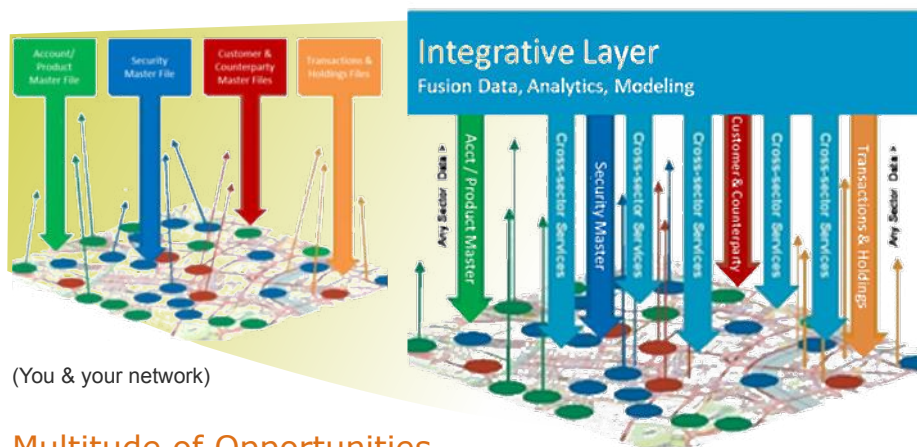 Account/
Product
Master File
Security
Master File
Customer &
Counterparty
Master Files
Transactions &
Holdings Files
Integrative Layer
Fusion Data, Analytics, Modeling
Any Sector Data >
Acct / Product Master
Cross-sector Services
Security Master
Cross-sector Services
Cross-sector Services
Customer & Counterparty
Cross-sector Services
Cross-sector Services
Transactions & Holdings
Any Sector Data >
(You & your network)
Multitude of Opportunities